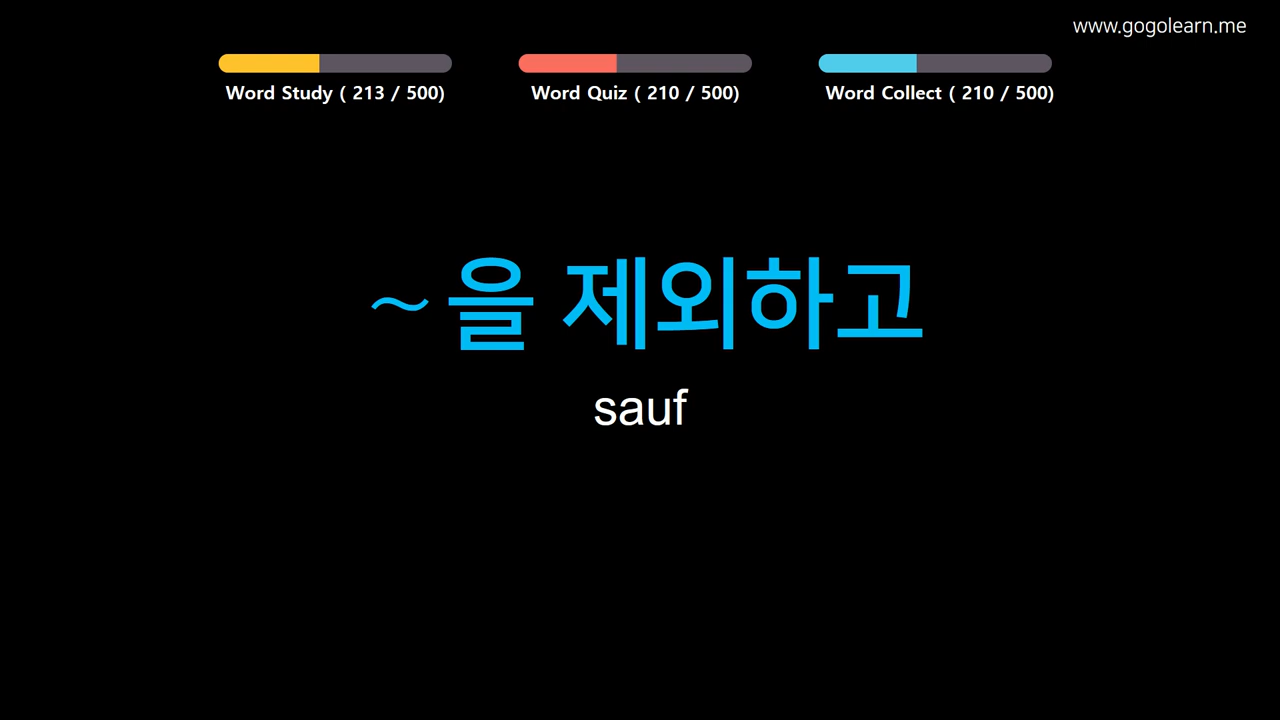 www.gogolearn.me
Word Study ( 213 / 500)
Word Quiz ( 210 / 500)
Word Collect ( 210 / 500)
~을 제외하고
sauf